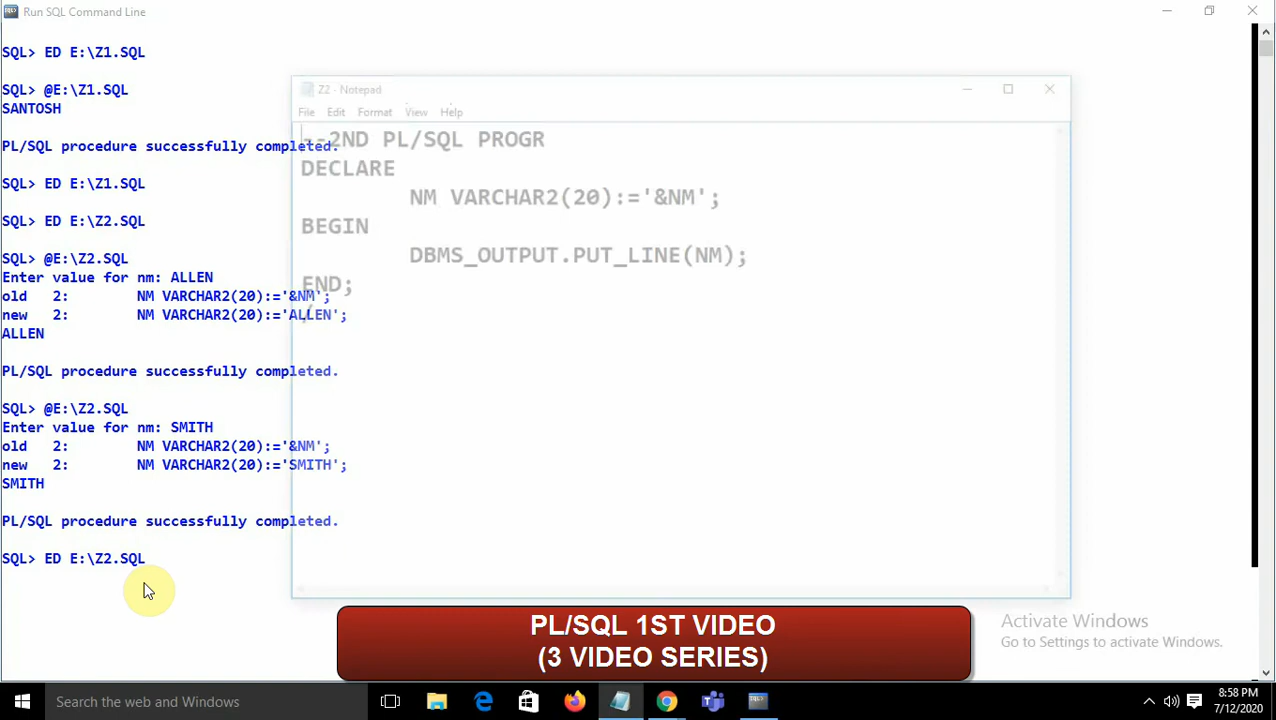 Run SQL Command Line
SQL> ED E:\Z1.SQL
SQL> @E:\Z1.SQL
SANTOSH
PL/SQL procedure successfully completed.
SQL> ED E:\Z1.SQL
SQL> ED E:\Z2.SQL
SQL> @E:\Z2.SQL
Enter value for nm: ALLEN
old 2: NM VARCHAR2(20):='&NM';
new 2: NM VARCHAR2(20):='ALLEN';
ALLEN
PL/SQL procedure successfully completed.
SQL> @E:\Z2.SQL
Enter value for nm: SMITH
old 2: NM VARCHAR2(20):='&NM';
new 2: NM VARCHAR2(20):='SMITH';
SMITH
PL/SQL procedure successfully completed.
SQL> ED E:\Z2.SQL
Z2 - Notepad
File Edit Format View Help
--2ND PL/SQL PROGR
DECLARE
NM VARCHAR2(20):='&NM';
BEGIN
DBMS_OUTPUT.PUT_LINE(NM);
END;
/
PL/SQL 1ST VIDEO
(3 VIDEO SERIES)
Activate Windows
Go to Settings to activate Windows.
Search the web and Windows
8:58 PM
7/12/2020